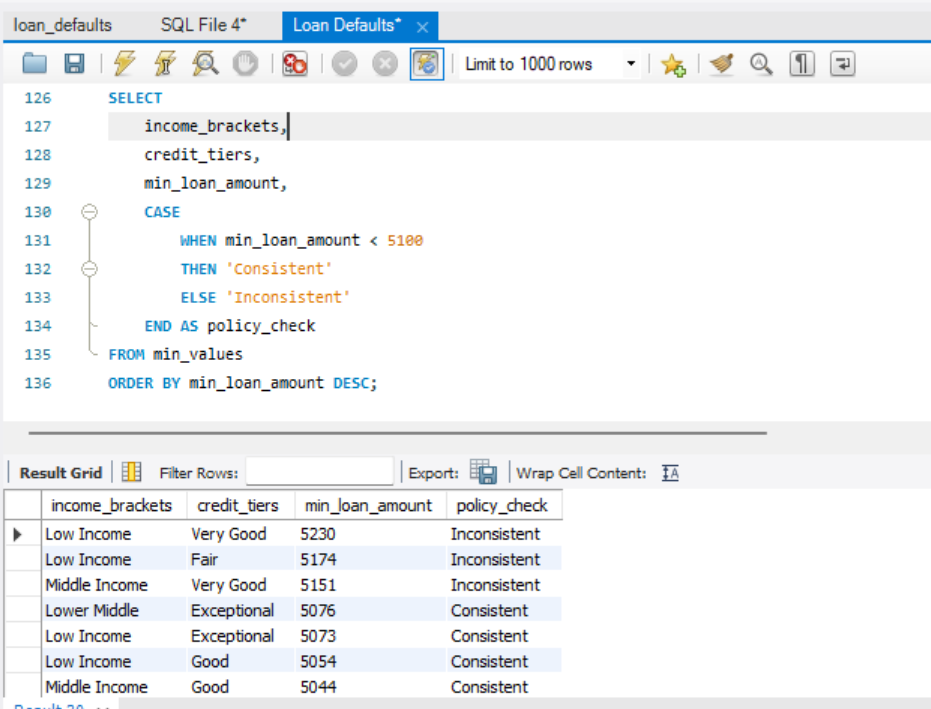 loan_defaults SQL File 4* Loan Defaults* ×
Limit to 1000 rows
126 SELECT
127 income_brackets,
128 credit_tiers,
129 min_loan_amount,
130 CASE
131 WHEN min_loan_amount < 5100
132 THEN 'Consistent'
133 ELSE 'Inconsistent'
134 END AS policy_check
135 FROM min_values
136 ORDER BY min_loan_amount DESC;
Result Grid Filter Rows: Export: Wrap Cell Content:
income_brackets credit_tiers min_loan_amount policy_check
Low Income Very Good 5230 Inconsistent
Low Income Fair 5174 Inconsistent
Middle Income Very Good 5151 Inconsistent
Lower Middle Exceptional 5076 Consistent
Low Income Exceptional 5073 Consistent
Low Income Good 5054 Consistent
Middle Income Good 5044 Consistent